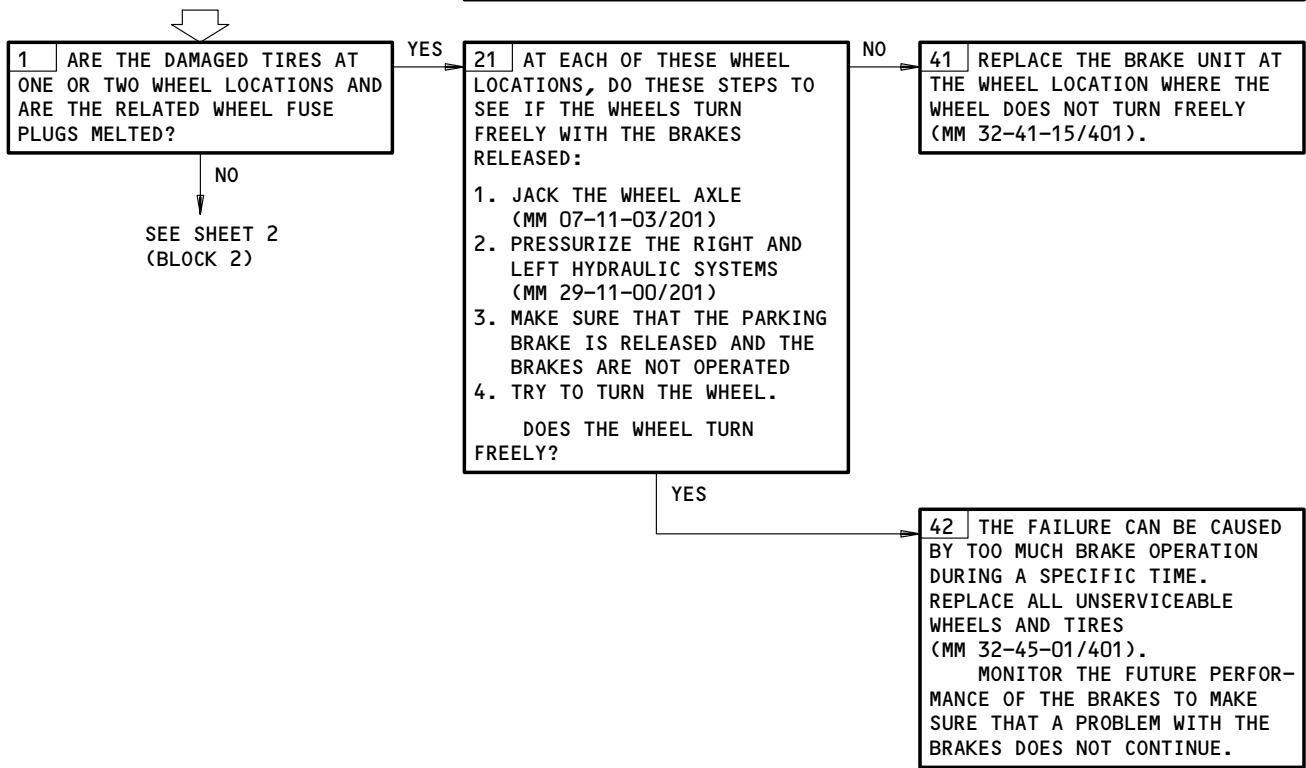 1 ARE THE DAMAGED TIRES AT
ONE OR TWO WHEEL LOCATIONS AND
ARE THE RELATED WHEEL FUSE
PLUGS MELTED?
YES
NO
SEE SHEET 2
(BLOCK 2)
21 AT EACH OF THESE WHEEL
LOCATIONS, DO THESE STEPS TO
SEE IF THE WHEELS TURN
FREELY WITH THE BRAKES
RELEASED:
1. JACK THE WHEEL AXLE
(MM 07-11-03/201)
2. PRESSURIZE THE RIGHT AND
LEFT HYDRAULIC SYSTEMS
(MM 29-11-00/201)
3. MAKE SURE THAT THE PARKING
BRAKE IS RELEASED AND THE
BRAKES ARE NOT OPERATED
4. TRY TO TURN THE WHEEL.
DOES THE WHEEL TURN
FREELY?
NO
YES
41 REPLACE THE BRAKE UNIT AT
THE WHEEL LOCATION WHERE THE
WHEEL DOES NOT TURN FREELY
(MM 32-41-15/401).
42 THE FAILURE CAN BE CAUSED
BY TOO MUCH BRAKE OPERATION
DURING A SPECIFIC TIME.
REPLACE ALL UNSERVICEABLE
WHEELS AND TIRES
(MM 32-45-01/401).
MONITOR THE FUTURE PERFOR-
MANCE OF THE BRAKES TO MAKE
SURE THAT A PROBLEM WITH THE
BRAKES DOES NOT CONTINUE.